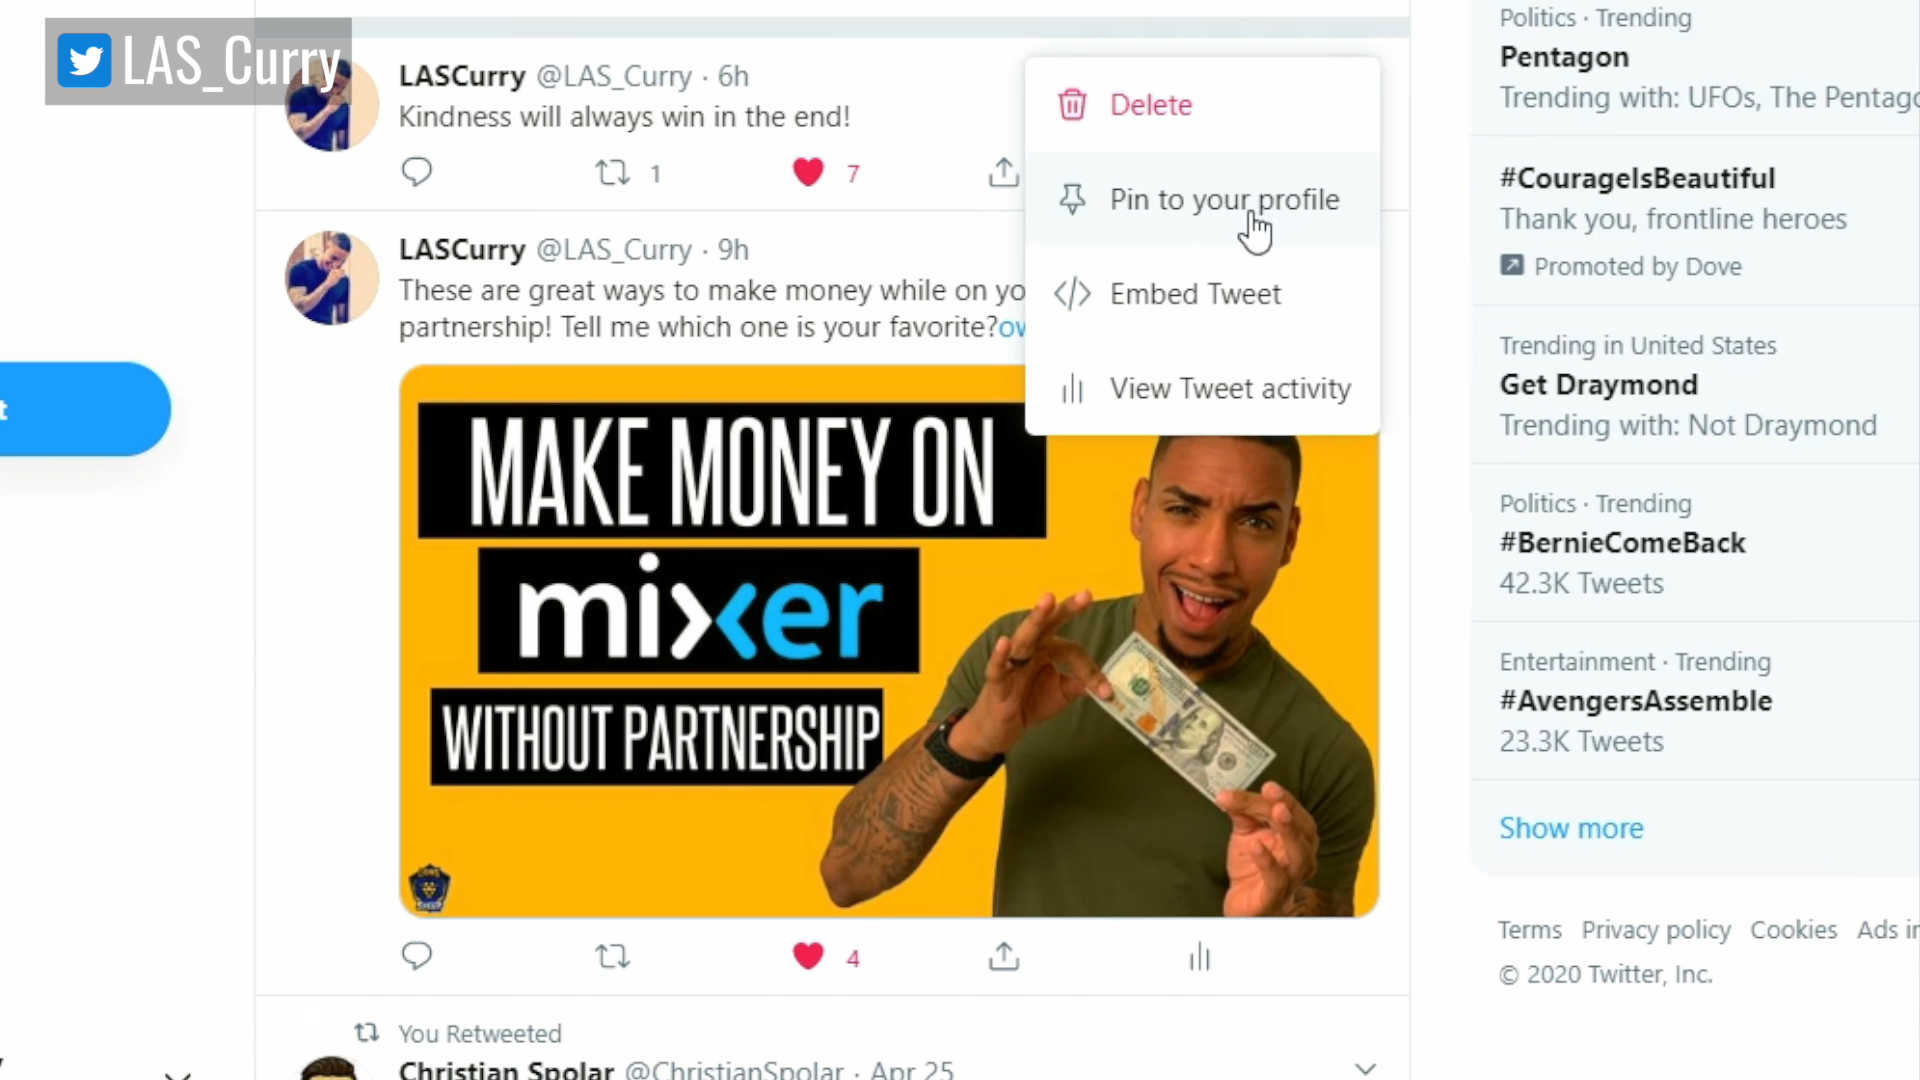 LAS_Curry
LASCurry @LAS_Curry · 6h
Kindness will always win in the end!
1
7
Delete
Pin to your profile
Embed Tweet
View Tweet activity
LASCurry @LAS_Curry · 9h
These are great ways to make money while on
partnership! Tell me which one is your favorite?
MAKE MONEY ON
mixer
WITHOUT PARTNERSHIP
4
You Retweeted
Christian Spolar @ChristianSpolar · Apr 25
Politics · Trending
Pentagon
Trending with: UFOs, The
#CourageIsBeautiful
Thank you, frontline heroes
Promoted by Dove
Trending in United States
Get Draymond
Trending with: Not Draymond
Politics · Trending
#BernieComeBack
42.3K Tweets
Entertainment · Trending
#AvengersAssemble
23.3K Tweets
Show more
Terms Privacy policy Cookies Ads
© 2020 Twitter, Inc.